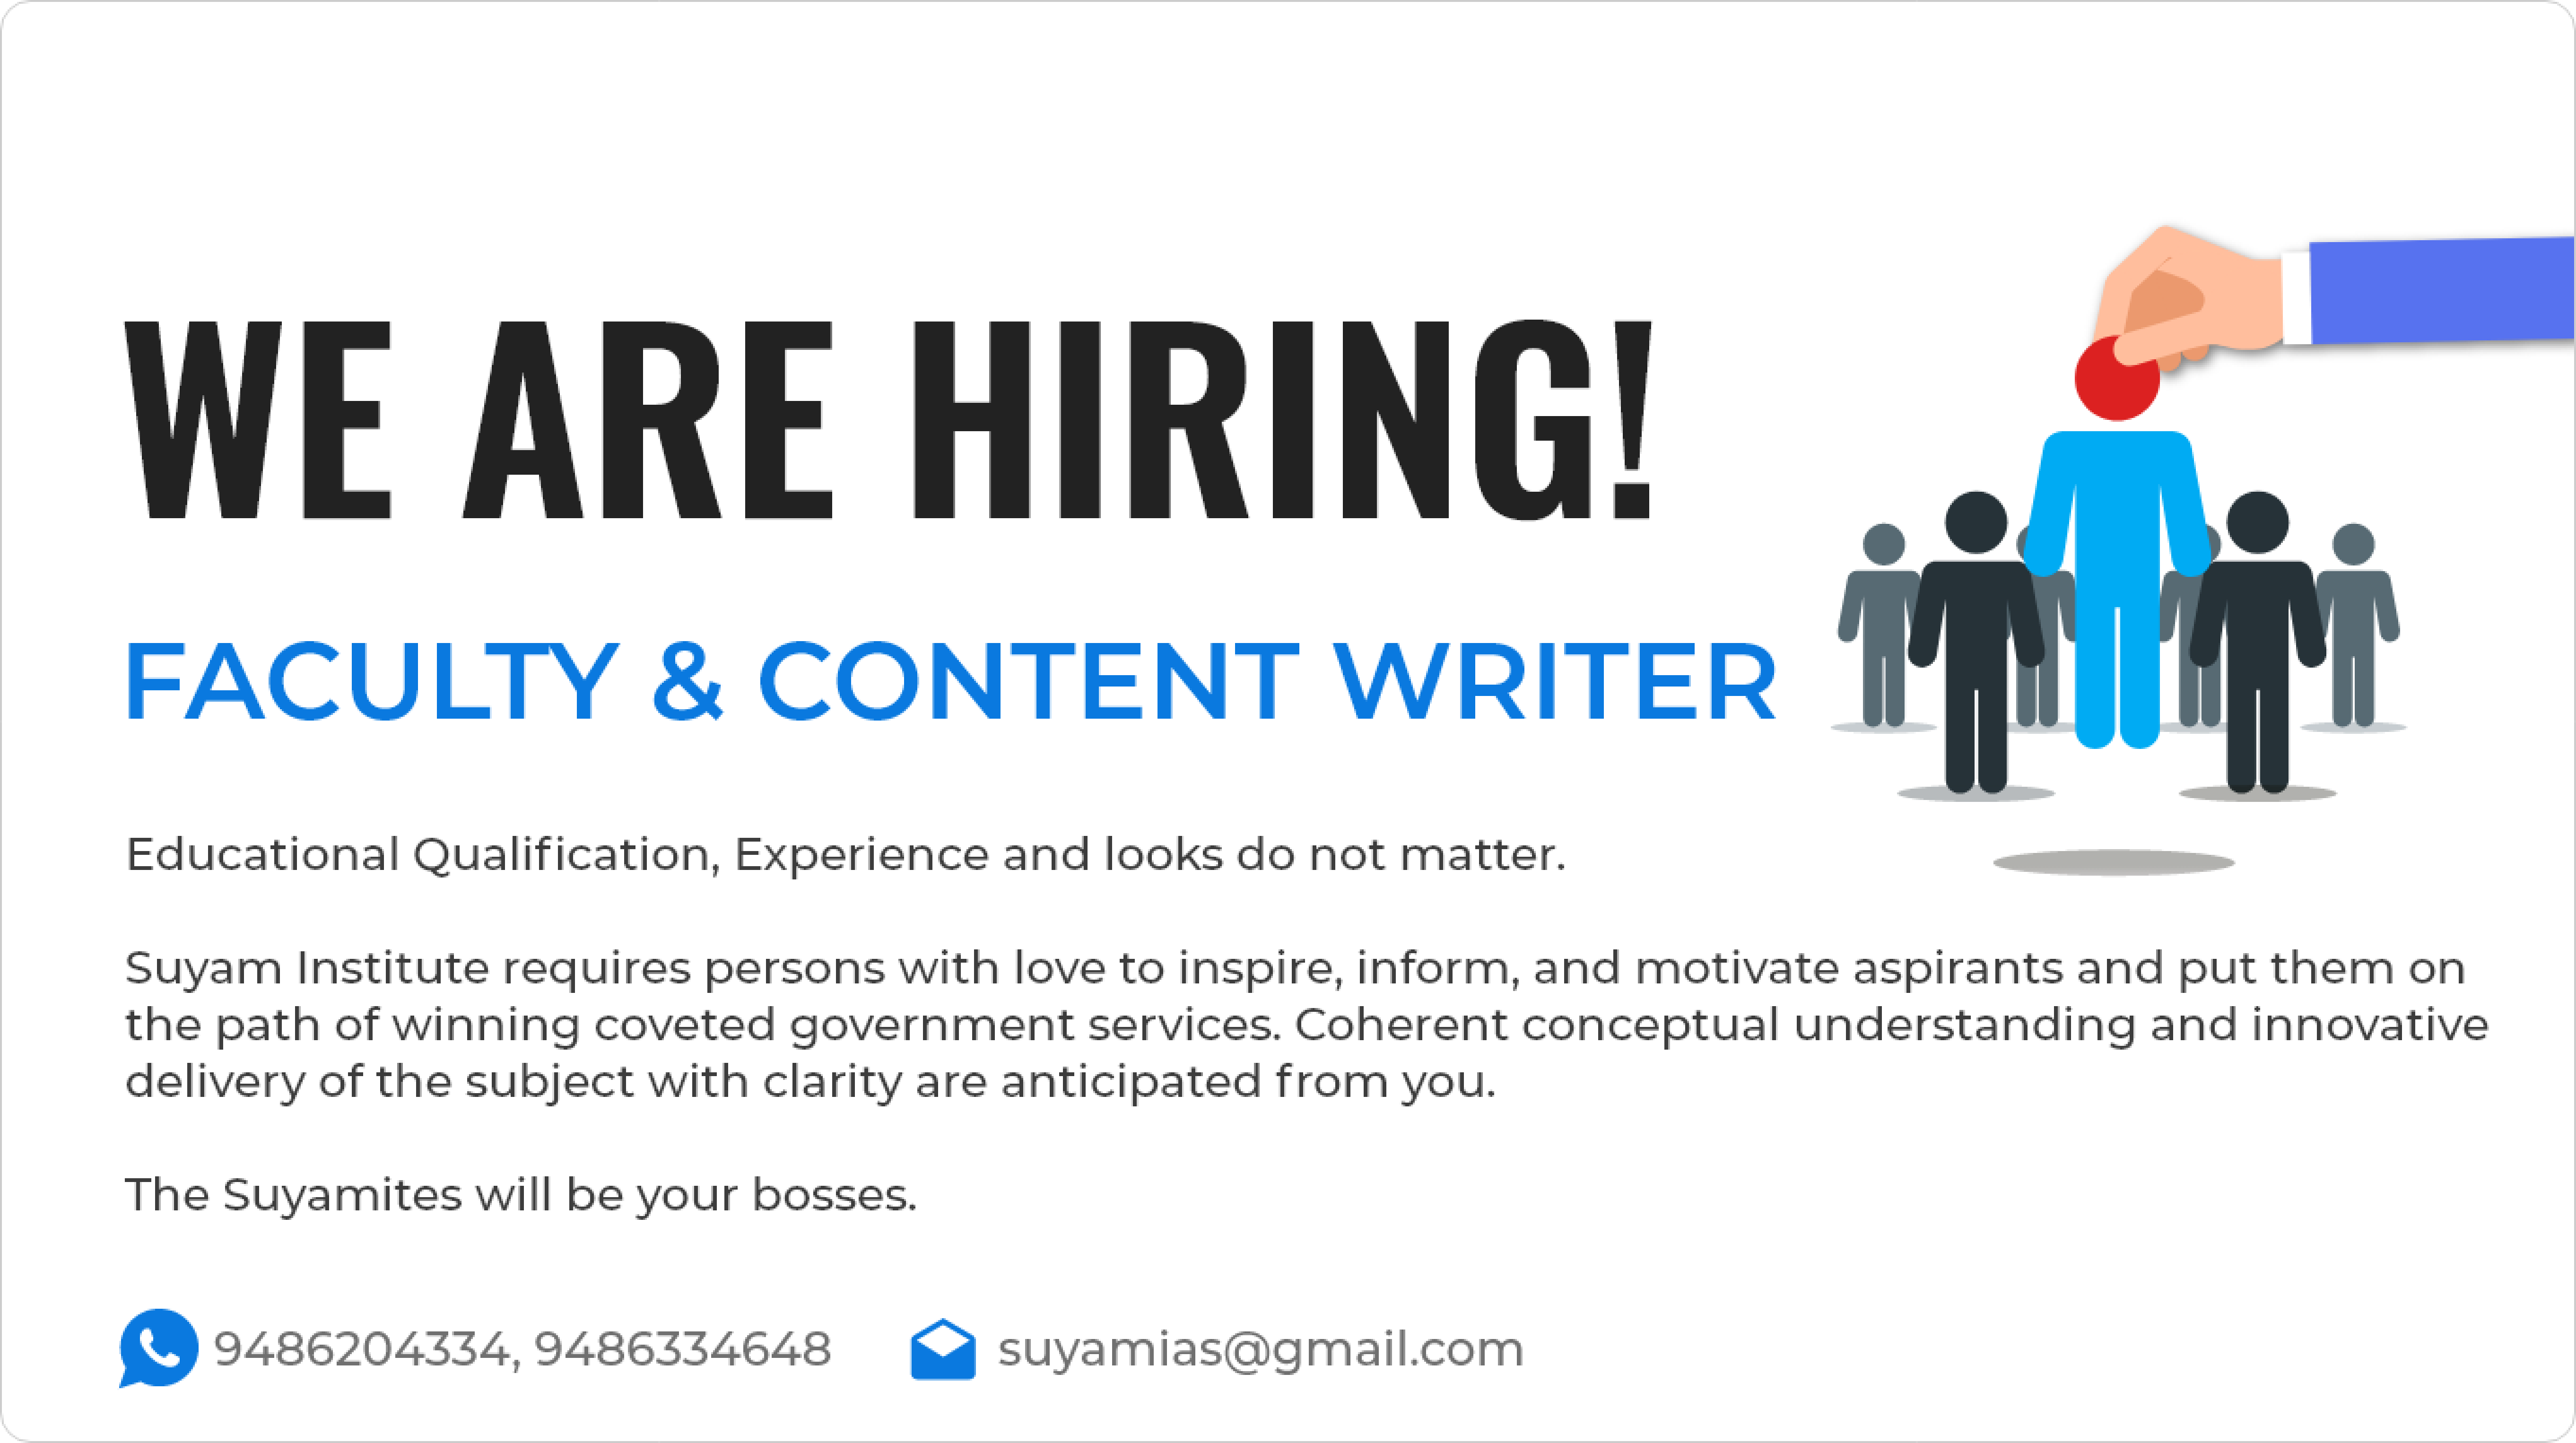 WE ARE HIRING!
FACULTY & CONTENT WRITER
Educational Qualification, Experience and looks do not matter.
Suyam Institute requires persons with love to inspire, inform, and motivate aspirants and put them on
the path of winning coveted government services. Coherent conceptual understanding and innovative
delivery of the subject with clarity are anticipated from you.
The Suyamites will be your bosses.
9486204334, 9486334648 suyamias@gmail.com